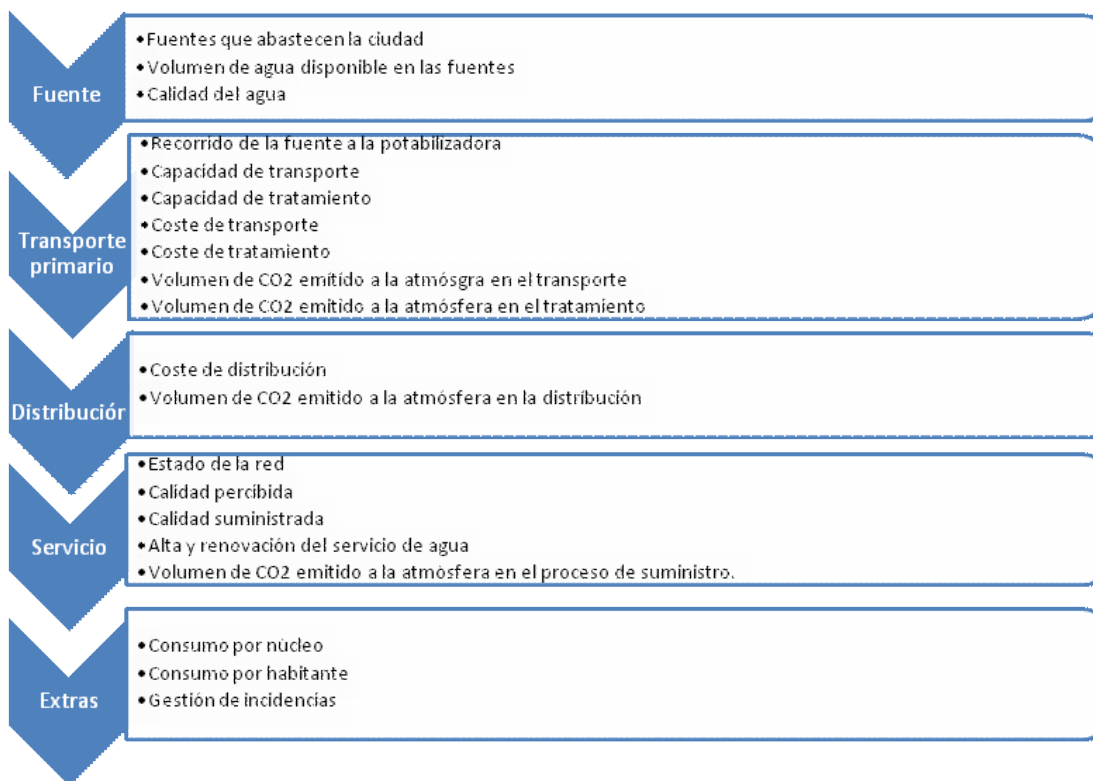 Fuente
• Fuentes que abastecen la ciudad
• Volumen de agua disponible en las fuentes
• Calidad del agua
Transporte
primario
• Recorrido de la fuente a la potabilizadora
• Capacidad de transporte
• Capacidad de tratamiento
• Coste de transporte
• Coste de tratamiento
• Volumen de CO2 emitido a la atmósgra en el transporte
• Volumen de CO2 emitido a la atmósfera en el tratamiento
Distribución
• Coste de distribución
• Volumen de CO2 emitido a la atmósfera en la distribución
Servicio
• Estado de la red
• Calidad percibida
• Calidad suministrada
• Alta y renovación del servicio de agua
• Volumen de CO2 emitido a la atmósfera en el proceso de suministro.
Extras
• Consumo por núcleo
• Consumo por habitante
• Gestión de incidencias